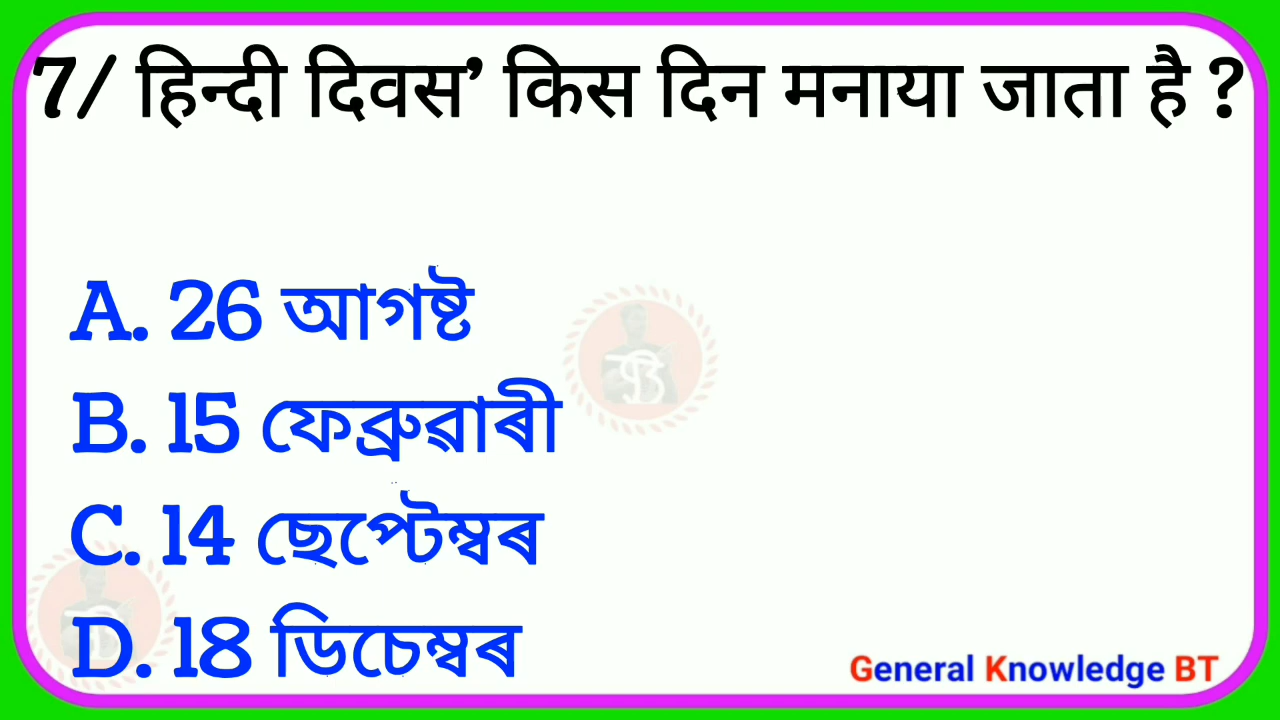 7/ हिन्दी दिवस’ किस दिन मनाया जाता है ?
A. 26 আগষ্ট
B. 15 ফেব্ৰুৱাৰী
C. 14 ছেপ্টেম্বৰ
D. 18 ডিচেম্বৰ
General Knowledge BT